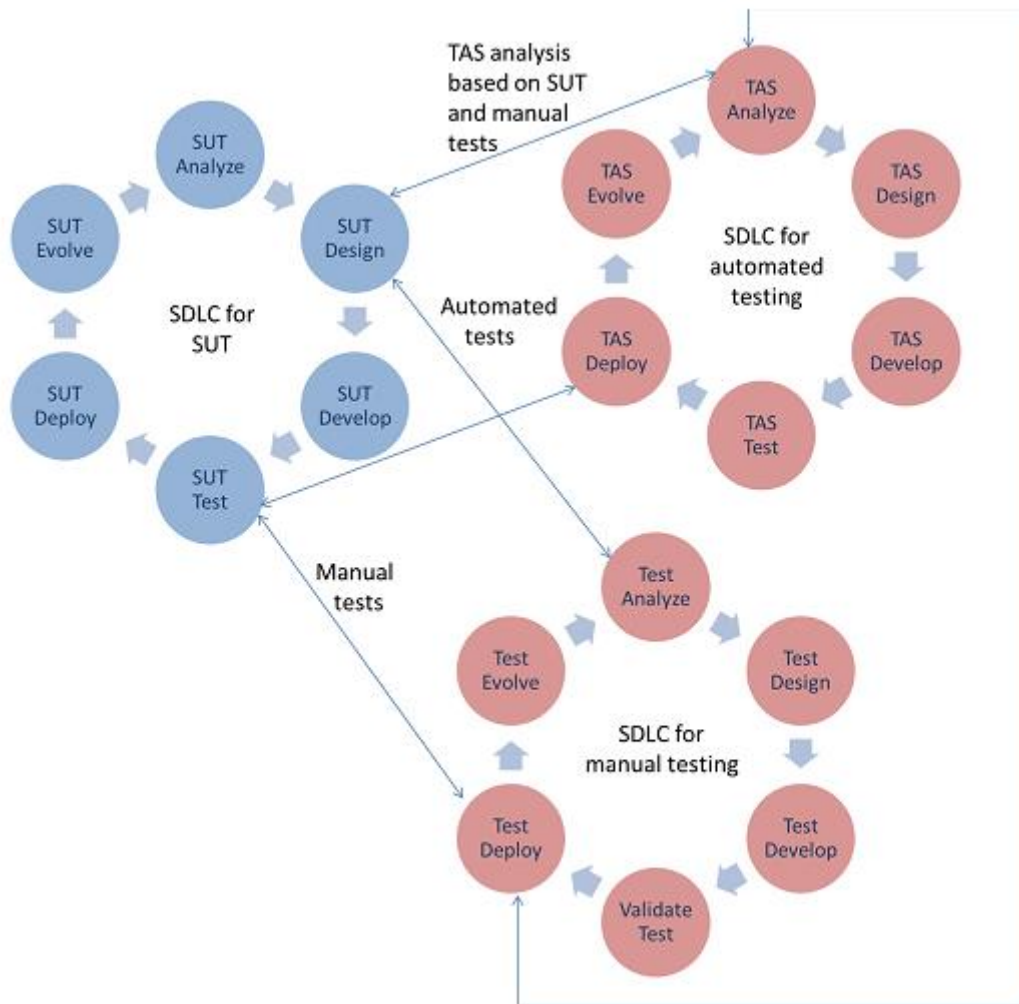 TAS analysis
based on SUT
and manual
tests
SUT
Analyze
SUT
Design
SUT
Develop
SUT
Test
SUT
Deploy
SUT
Evolve
SDLC for
SUT
TAS
Analyze
TAS
Design
TAS
Develop
TAS
Test
TAS
Deploy
TAS
Evolve
SDLC for
automated
testing
Automated
tests
Manual
tests
Test
Analyze
Test
Design
Test
Develop
Validate
Test
Test
Deploy
Test
Evolve
SDLC for
manual testing